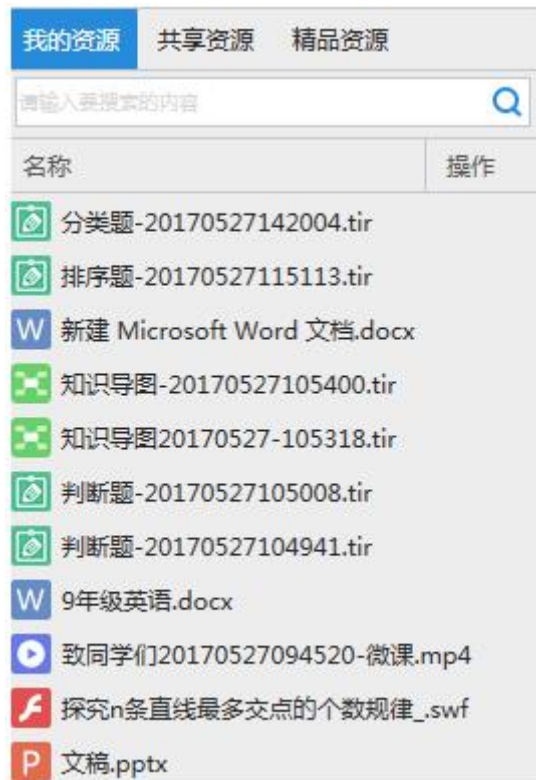 我的资源 共享资源 精品资源
请输入要搜索的内容
名称 操作
分类题-20170527142004.tir
排序题-20170527115113.tir
新建 Microsoft Word 文档.docx
知识导图-20170527105400.tir
知识导图20170527-105318.tir
判断题-20170527105008.tir
判断题-20170527104941.tir
9年级英语.docx
致同学们20170527094520-微课.mp4
探究n条直线最多交点的个数规律_.swf
文稿.pptx